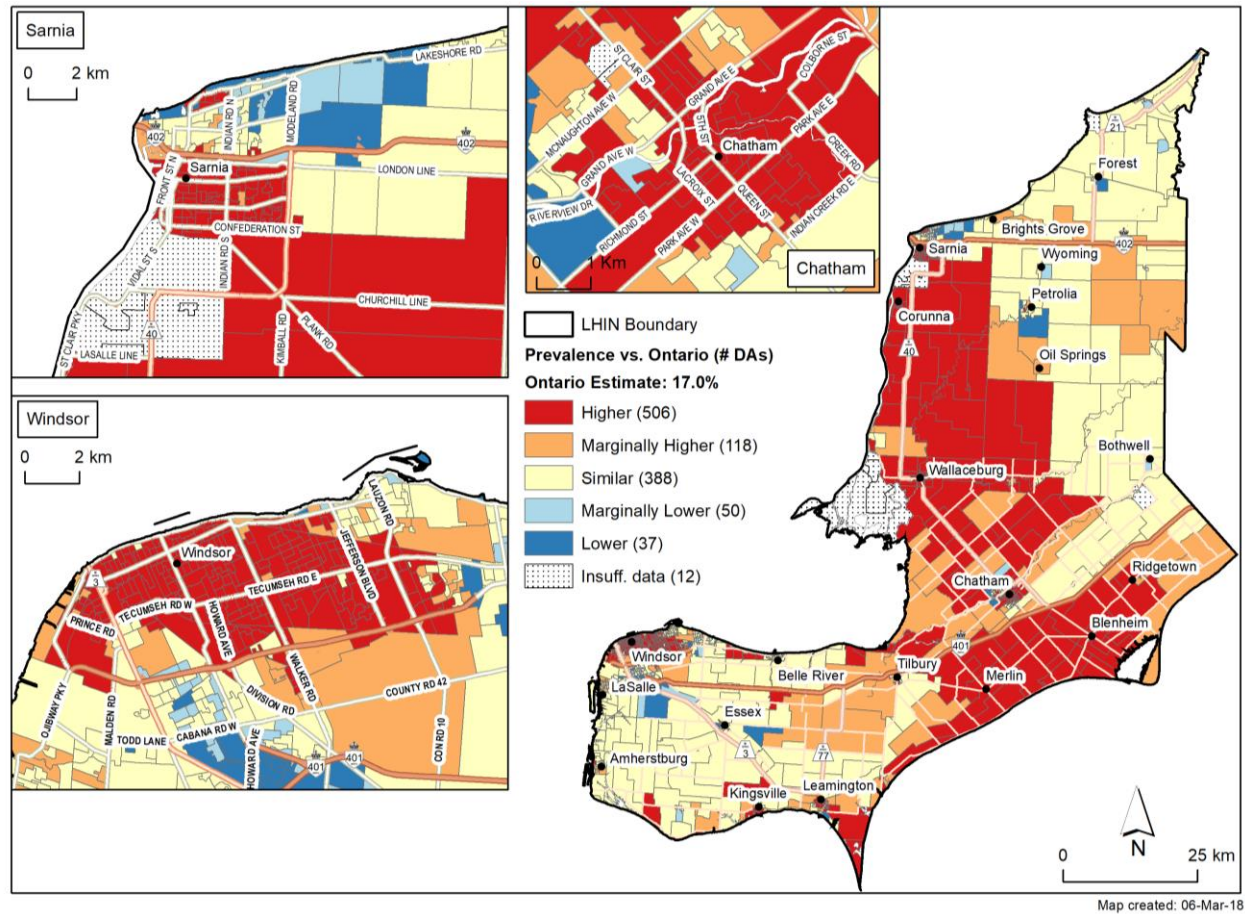 Sarnia
0 2 km
LAKESHORE RD
INDIAN RD N
MODELAND RD
402
402
FRONT ST N
Sarnia
LONDON LINE
CONFEDERATION ST
VIDAL ST S
INDIAN RD S
CHURCHILL LINE
40
PLANK RD
KIMBALL RD
ST CLAIR PKY
LASALLE LINE
ST CLAIR ST
COLBORNE ST
GRAND AVE E
MCNAUGHTON AVE W
5TH ST
PARK AVE E
Chatham
GRAND AVE W
CREEK RD
LACROIX ST
RIVERVIEW DR
QUEEN ST
INDIAN CREEK RD E
RICHMOND ST
PARK AVE W
0 1 Km
Chatham
LHIN Boundary
Prevalence vs. Ontario (# DAs)
Ontario Estimate: 17.0%
Higher (506)
Marginally Higher (118)
Similar (388)
Marginally Lower (50)
Lower (37)
Insuff. data (12)
Windsor
0 2 km
LAUZON RD
Windsor
JEFFERSON BLVD
3
TECUMSEH RD E
TECUMSEH RD W
HOWARD AVE
PRINCE RD
WALKER RD
OJIBWAY PKY
MALDEN RD
DIVISION RD
COUNTY RD 42
TODD LANE
CABANA RD W
HOWARD AVE
401
401
CON RD 10
21
Forest
Brights Grove
Sarnia
402
Wyoming
Petrolia
Corunna
40
Oil Springs
Bothwell
Wallaceburg
Chatham
Ridgetown
Blenheim
401
Windsor
Belle River
Tilbury
Merlin
LaSalle
Essex
3
77
Amherstburg
Kingsville
Leamington
N
0 25 km
Map created: 06-Mar-18